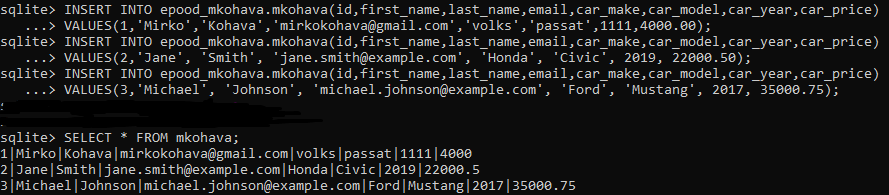 sqlite> INSERT INTO epood_mkohava.mkohava(id,first_name,last_name,email,car_make,car_model,car_year,car_price)
...> VALUES(1,'Mirko','Kohava','mirkokohava@gmail.com','volks','passat',1111,4000.00);
sqlite> INSERT INTO epood_mkohava.mkohava(id,first_name,last_name,email,car_make,car_model,car_year,car_price)
...> VALUES(2,'Jane', 'Smith', 'jane.smith@example.com', 'Honda', 'Civic', 2019, 22000.50);
sqlite> INSERT INTO epood_mkohava.mkohava(id,first_name,last_name,email,car_make,car_model,car_year,car_price)
...> VALUES(3,'Michael', 'Johnson', 'michael.johnson@example.com', 'Ford', 'Mustang', 2017, 35000.75);
sqlite> SELECT * FROM mkohava;
1|Mirko|Kohava|mirkokohava@gmail.com|volks|passat|1111|4000
2|Jane|Smith|jane.smith@example.com|Honda|Civic|2019|22000.5
3|Michael|Johnson|michael.johnson@example.com|Ford|Mustang|2017|35000.75